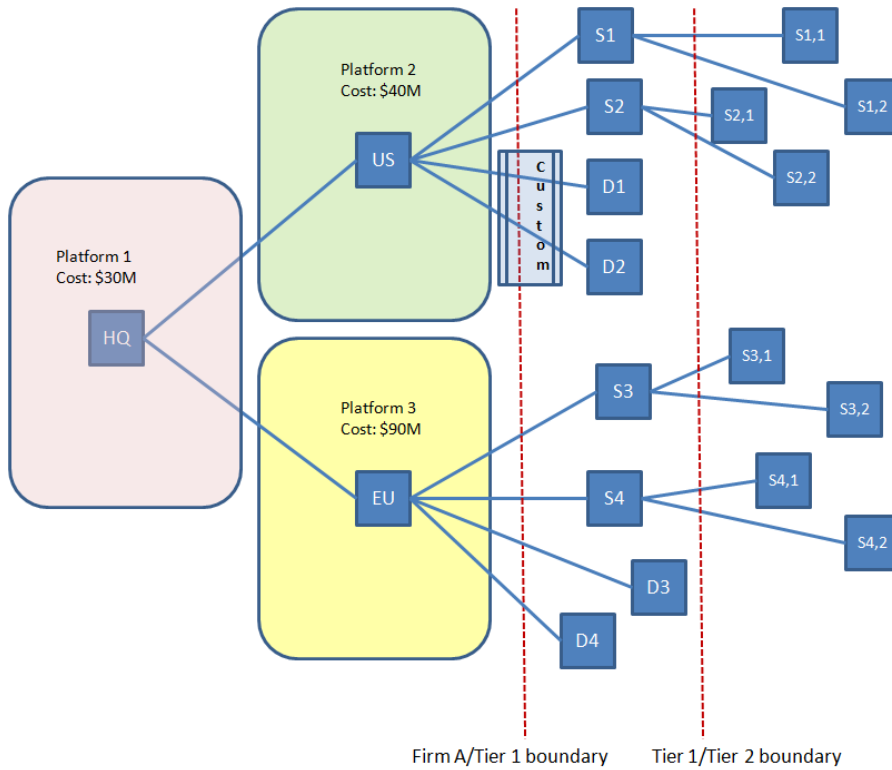 Platform 1
Cost: $30M
HQ
Platform 2
Cost: $40M
US
Platform 3
Cost: $90M
EU
Custom
S1
S2
D1
D2
S3
S4
D3
D4
S1,1
S1,2
S2,1
S2,2
S3,1
S3,2
S4,1
S4,2
Firm A/Tier 1 boundary
Tier 1/Tier 2 boundary